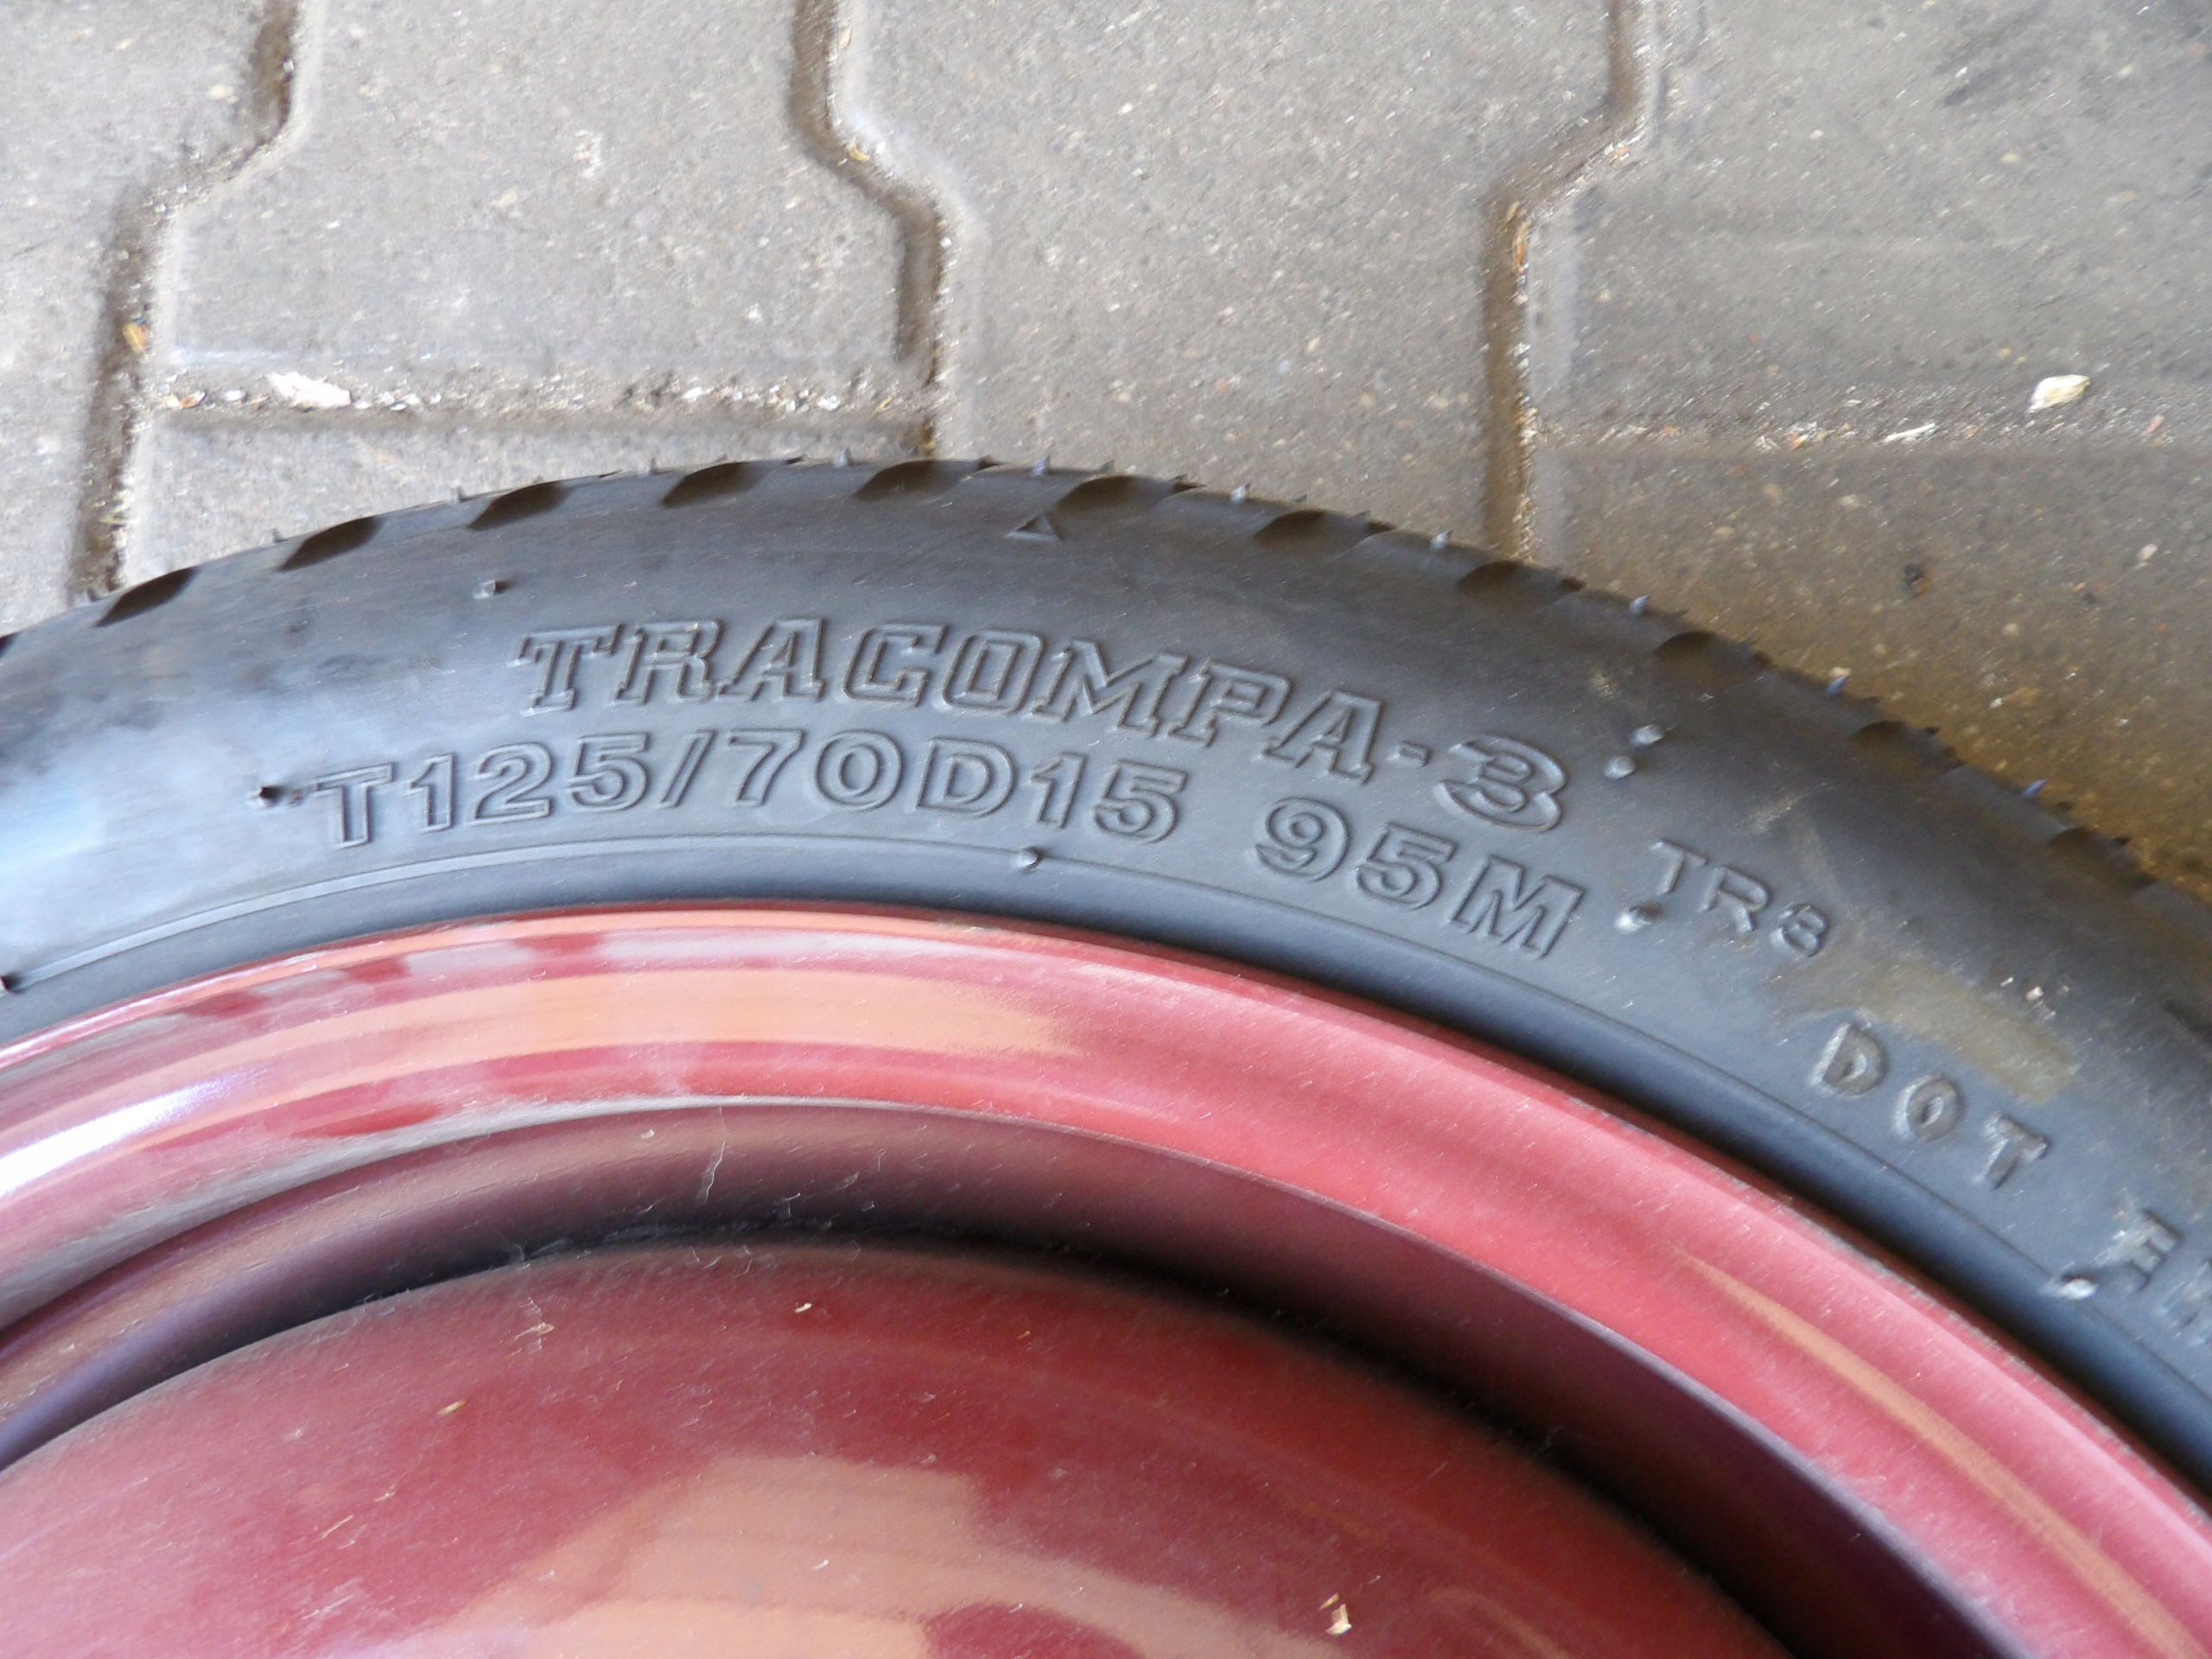 TRACOMPA-3
T125/70D15 95M
TR3
DOT